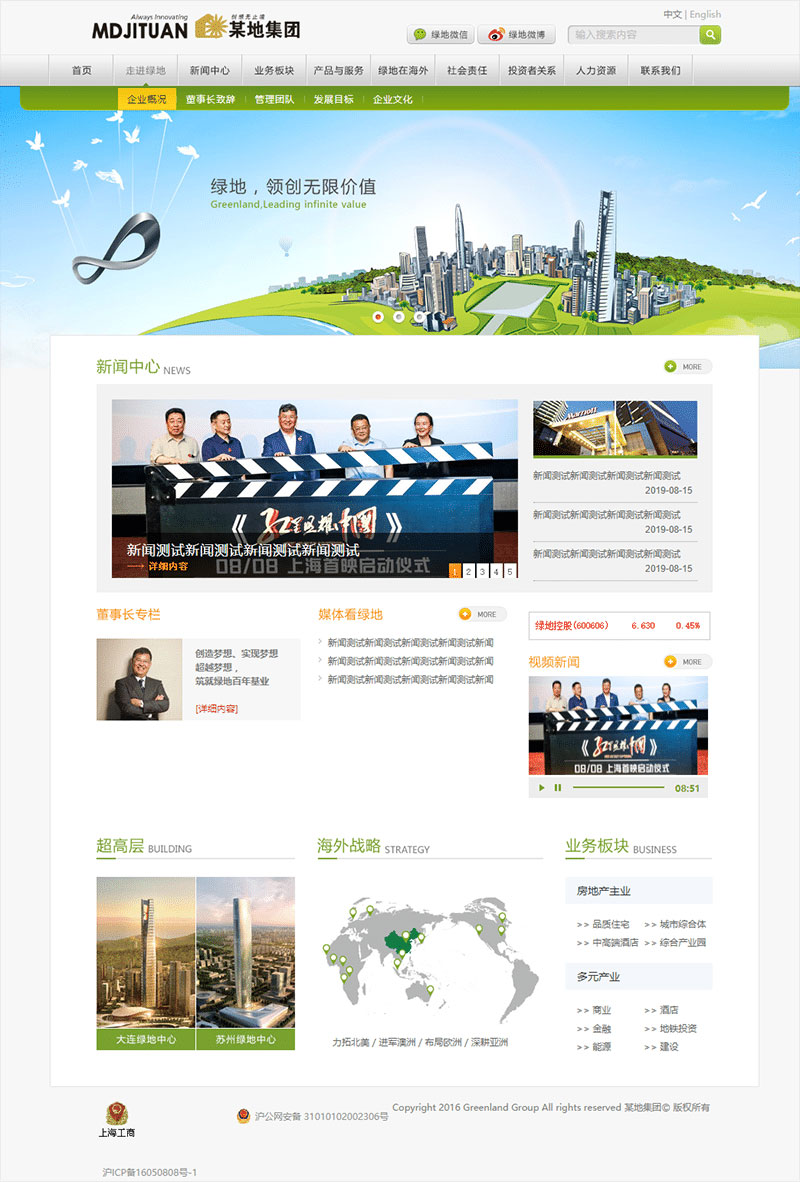 Always Innovating
MDJITUAN
创想无止境
某地集团
中文 | English
绿地微信
绿地微博
输入搜索内容
首页
走进绿地
新闻中心
业务板块
产品与服务
绿地在海外
社会责任
投资者关系
人力资源
联系我们
企业概况
董事长致辞
管理团队
发展目标
企业文化
绿地，领创无限价值
Greenland,Leading infinite value
新闻中心 NEWS
MORE
Marriott
08/08 上海首映启动仪式
新闻测试新闻测试新闻测试新闻测试
详细内容
1 2 3 4 5
新闻测试新闻测试新闻测试新闻测试
2019-08-15
新闻测试新闻测试新闻测试新闻测试
2019-08-15
新闻测试新闻测试新闻测试新闻测试
2019-08-15
董事长专栏
创造梦想、实现梦想
超越梦想，
筑就绿地百年基业
[详细内容]
媒体看绿地
MORE
新闻测试新闻测试新闻测试新闻测试新闻
新闻测试新闻测试新闻测试新闻测试新闻
新闻测试新闻测试新闻测试新闻测试新闻
绿地控股(600606) 6.630 0.45%
视频新闻
MORE
08/08 上海首映启动仪式
08:51
超高层 BUILDING
大连绿地中心
苏州绿地中心
海外战略 STRATEGY
力拓北美 / 进军澳洲 / 布局欧洲 / 深耕亚洲
业务板块 BUSINESS
房地产主业
>> 品质住宅 >> 城市综合体
>> 中高端酒店 >> 综合产业园
多元产业
>> 商业 >> 酒店
>> 金融 >> 地铁投资
>> 能源 >> 建设
上海工商
沪公网安备 31010102002306号
Copyright 2016 Greenland Group All rights reserved 某地集团© 版权所有
沪ICP备16050808号-1